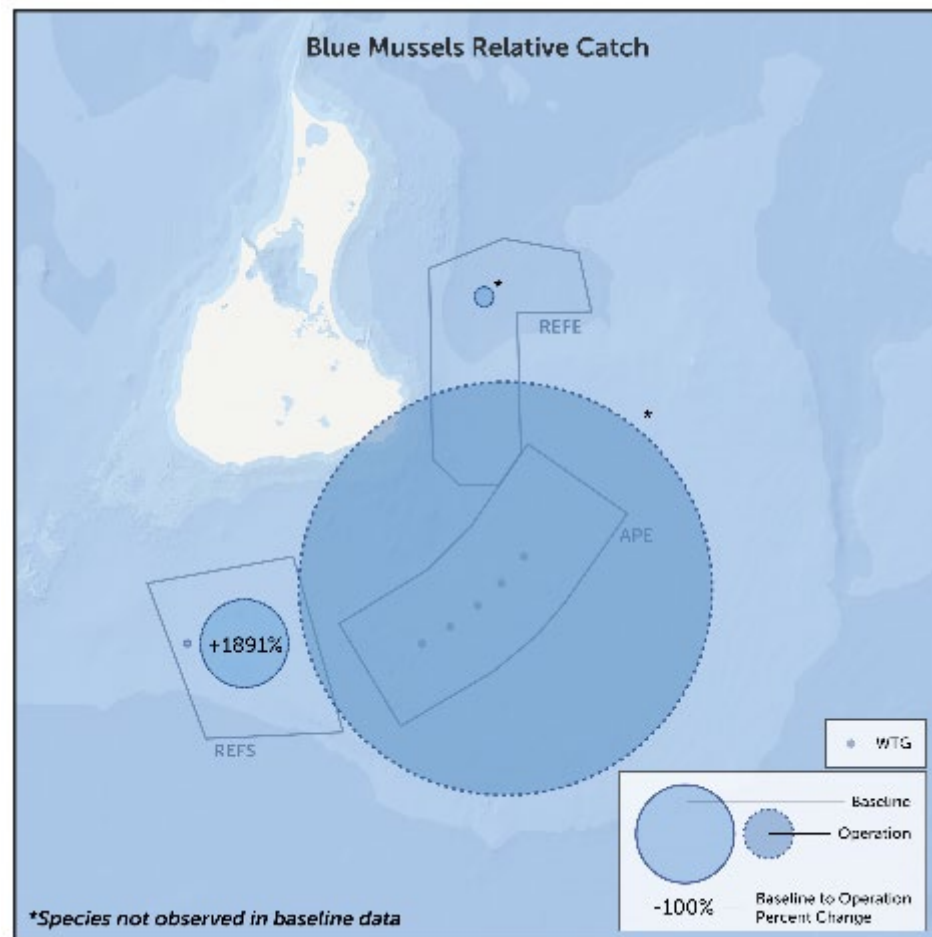 Blue Mussels Relative Catch
*
REFE
*
APE
+1891%
REFS
WTG
Baseline
Operation
-100%
Baseline to Operation
Percent Change
*Species not observed in baseline data